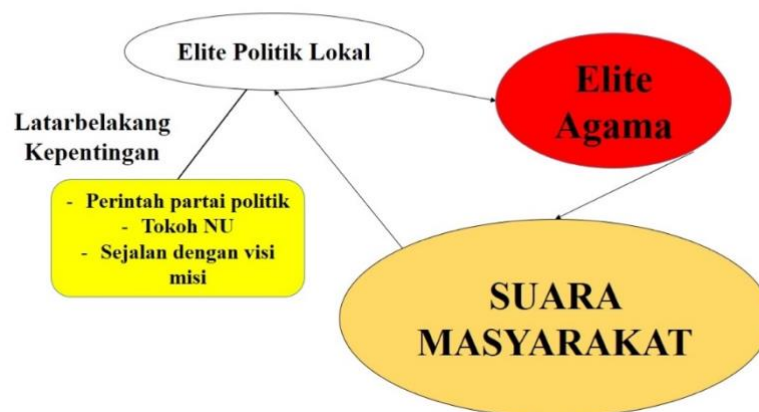 Elite Politik Lokal
Elite
Agama
Latarbelakang
Kepentingan
- Perintah partai politik
- Tokoh NU
- Sejalan dengan visi
misi
SUARA
MASYARAKAT